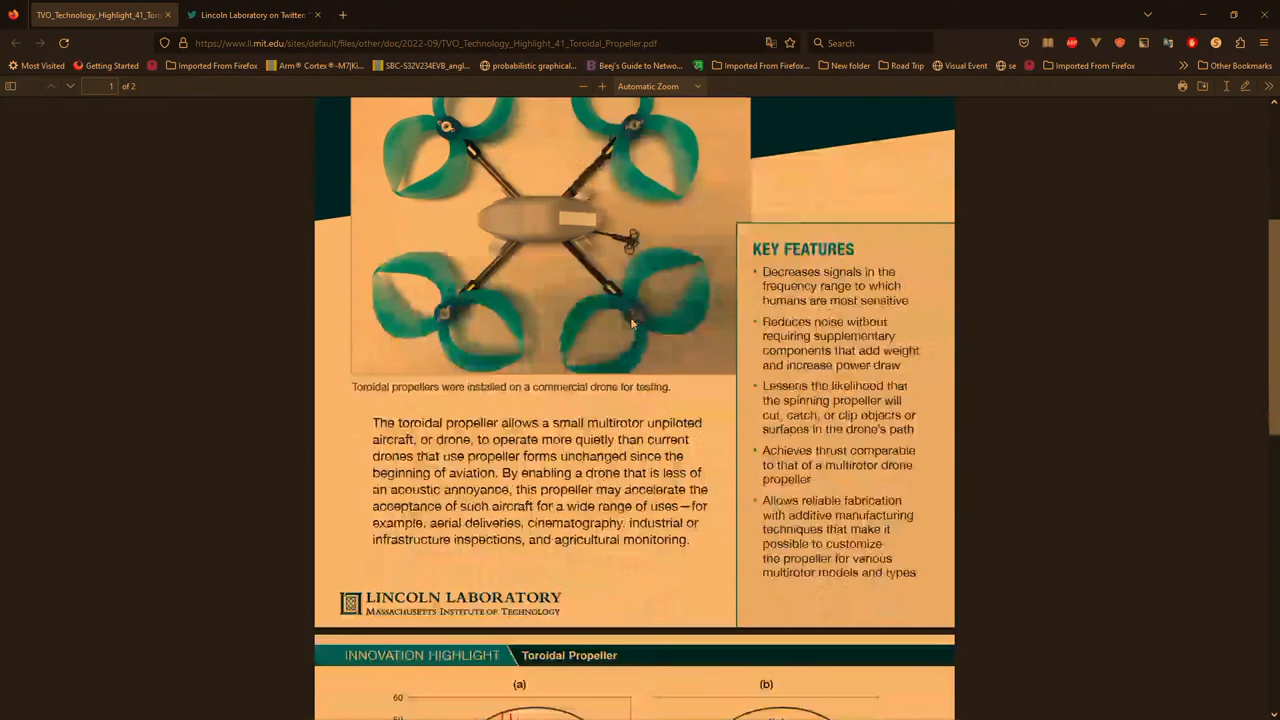 TVO_Technology_Highlight_41_Toro
Lincoln Laboratory on Twitter:
https://www.ll.mit.edu/sites/default/files/other/doc/2022-09/TVO_Technology_Highlight_41_Toroidal_Propeller.pdf
Search
Most Visited
Getting Started
Imported From Firefox
Arm® Cortex®-M7|Ki...
SBC-S32V234EVB_angl...
probabilistic graphical...
Beej's Guide to Netwo...
Imported From Firefox...
New folder
Road Trip
Visual Event
se
Imported From Firefox
Other Bookmarks
1 of 2
Automatic Zoom
Toroidal propellers were installed on a commercial drone for testing.
The toroidal propeller allows a small multirotor unpiloted
aircraft, or drone, to operate more quietly than current
drones that use propeller forms unchanged since the
beginning of aviation. By enabling a drone that is less of
an acoustic annoyance, this propeller may accelerate the
acceptance of such aircraft for a wide range of uses—for
example, aerial deliveries, cinematography, industrial or
infrastructure inspections, and agricultural monitoring.
LINCOLN LABORATORY
MASSACHUSETTS INSTITUTE OF TECHNOLOGY
KEY FEATURES
• Decreases signals in the
frequency range to which
humans are most sensitive
• Reduces noise without
requiring supplementary
components that add weight
and increase power draw
• Lessens the likelihood that
the spinning propeller will
cut, catch, or clip objects or
surfaces in the drone's path
• Achieves thrust comparable
to that of a multirotor drone
propeller
• Allows reliable fabrication
with additive manufacturing
techniques that make it
possible to customize
the propeller for various
multirotor models and types
INNOVATION HIGHLIGHT
Toroidal Propeller
(a)
(b)
60